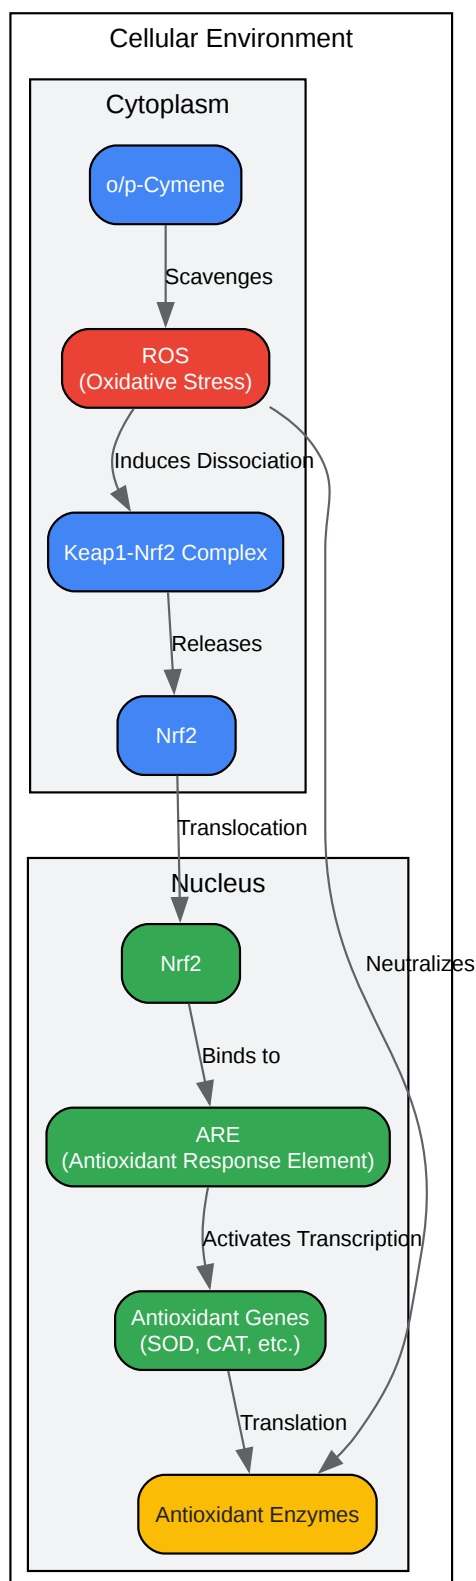 Cellular Environment
Cytoplasm
o/p-Cymene
Scavenges
ROS
(Oxidative Stress)
Induces Dissociation
Keap1-Nrf2 Complex
Releases
Nrf2
Translocation
Nucleus
Nrf2
Neutralizes
Binds to
ARE
(Antioxidant Response Element)
Activates Transcription
Antioxidant Genes
(SOD, CAT, etc.)
Translation
Antioxidant Enzymes